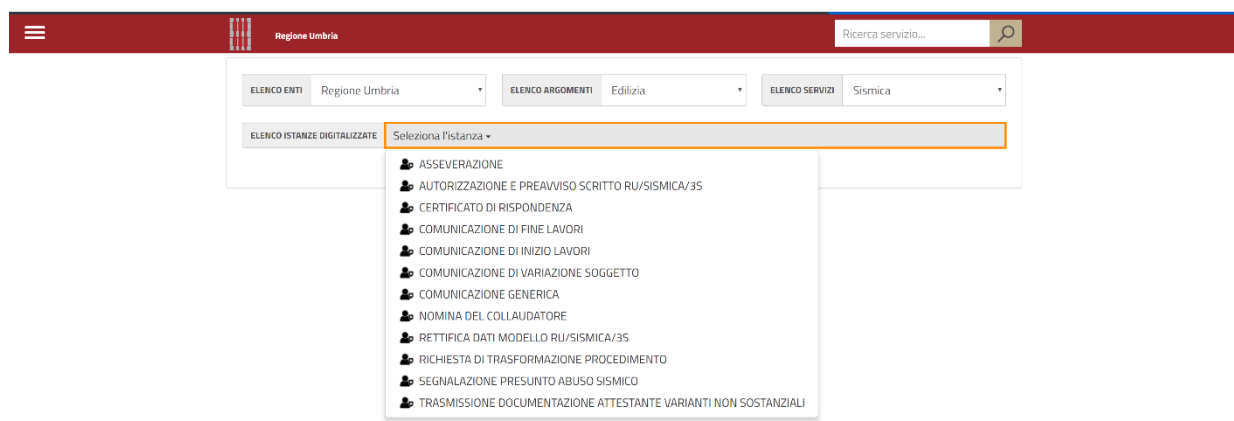 Regione Umbria
Ricerca servizio...
ELENCO ENTI Regione Umbria
ELENCO ARGOMENTI Edilizia
ELENCO SERVIZI Sismica
ELENCO ISTANZE DIGITALIZZATE Seleziona l'istanza
ASSEVERAZIONE
AUTORIZZAZIONE E PREAVVISO SCRITTO RU/SISMICA/3S
CERTIFICATO DI RISPONDENZA
COMUNICAZIONE DI FINE LAVORI
COMUNICAZIONE DI INIZIO LAVORI
COMUNICAZIONE DI VARIAZIONE SOGGETTO
COMUNICAZIONE GENERICA
NOMINA DEL COLLAUDATORE
RETTIFICA DATI MODELLO RU/SISMICA/3S
RICHIESTA DI TRASFORMAZIONE PROCEDIMENTO
SEGNALAZIONE PRESUNTO ABUSO SISMICO
TRASMISSIONE DOCUMENTAZIONE ATTESTANTE VARIANTI NON SOSTANZIALI